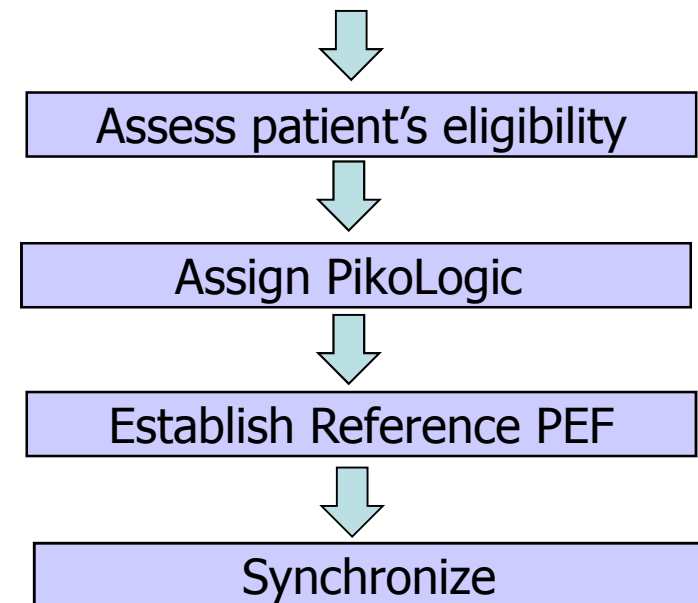 Assess patient’s eligibility
Assign PikoLogic
Establish Reference PEF
Synchronize